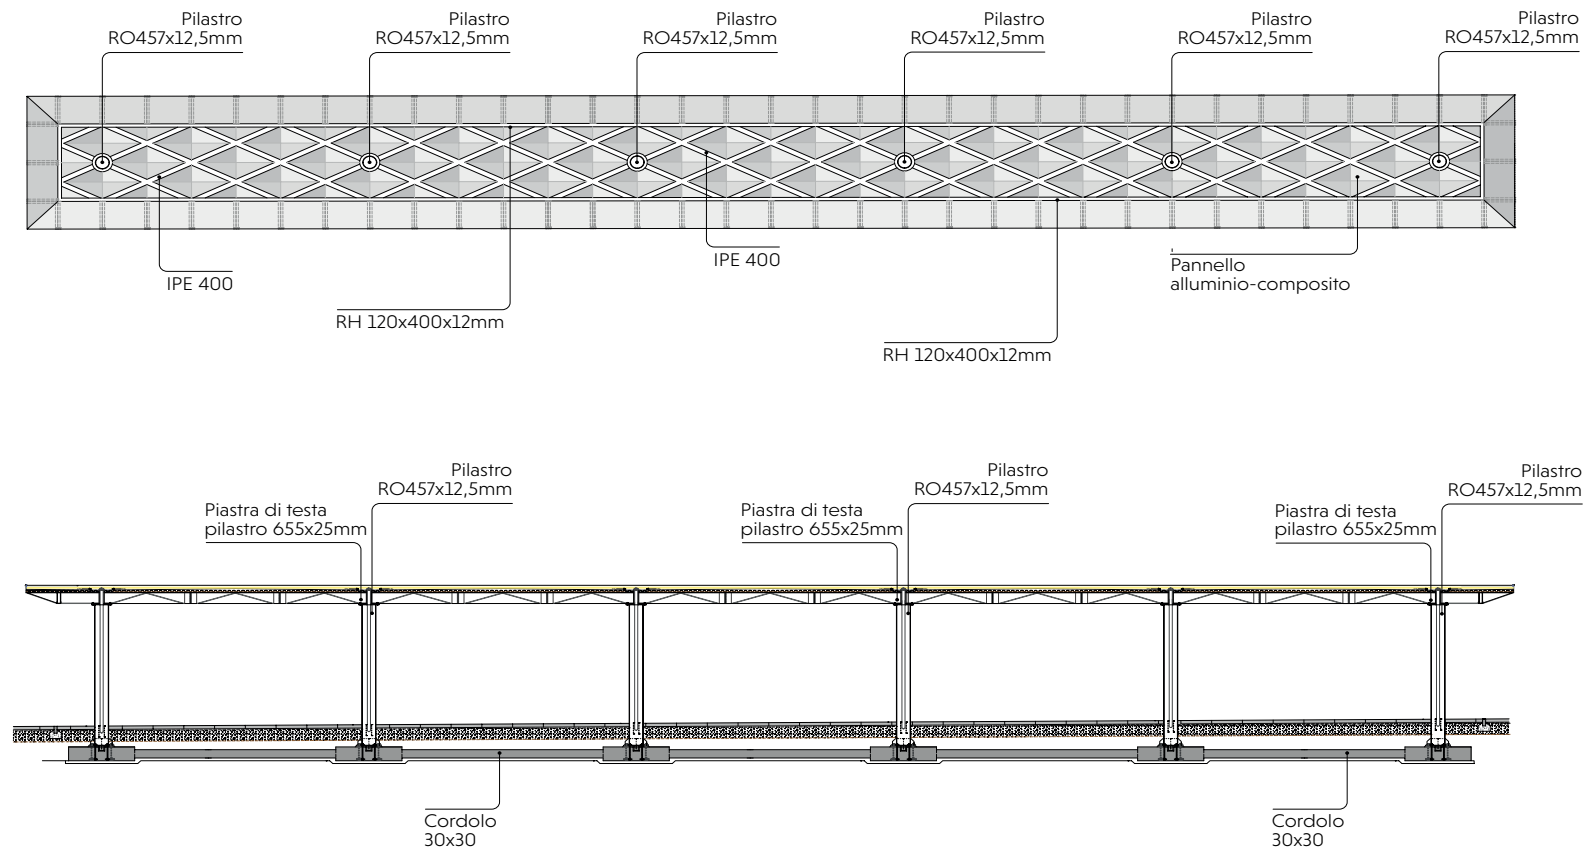 Pilastro
RO457x12,5mm
Pilastro
RO457x12,5mm
Pilastro
RO457x12,5mm
Pilastro
RO457x12,5mm
Pilastro
RO457x12,5mm
Pilastro
RO457x12,5mm
IPE 400
IPE 400
Pannello
alluminio-composito
RH 120x400x12mm
RH 120x400x12mm
Pilastro
RO457x12,5mm
Piastra di testa
pilastro 655x25mm
Pilastro
RO457x12,5mm
Piastra di testa
pilastro 655x25mm
Pilastro
RO457x12,5mm
Piastra di testa
pilastro 655x25mm
Cordolo
30x30
Cordolo
30x30